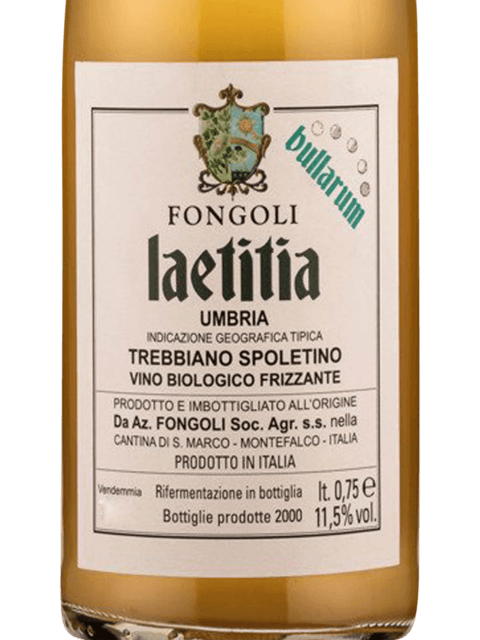 bullarum
FONGOLI
laetitia
UMBRIA
INDICAZIONE GEOGRAFICA TIPICA
TREBBIANO SPOLETINO
VINO BIOLOGICO FRIZZANTE
PRODOTTO E IMBOTTIGLIATO ALL'ORIGINE
Da Az. FONGOLI Soc. Agr. s.s. nella
CANTINA DI S. MARCO - MONTEFALCO - ITALIA
PRODOTTO IN ITALIA
Vendemmia Rifermentazione in bottiglia lt. 0,75 e
Bottiglie prodotte 2000 11,5% vol.